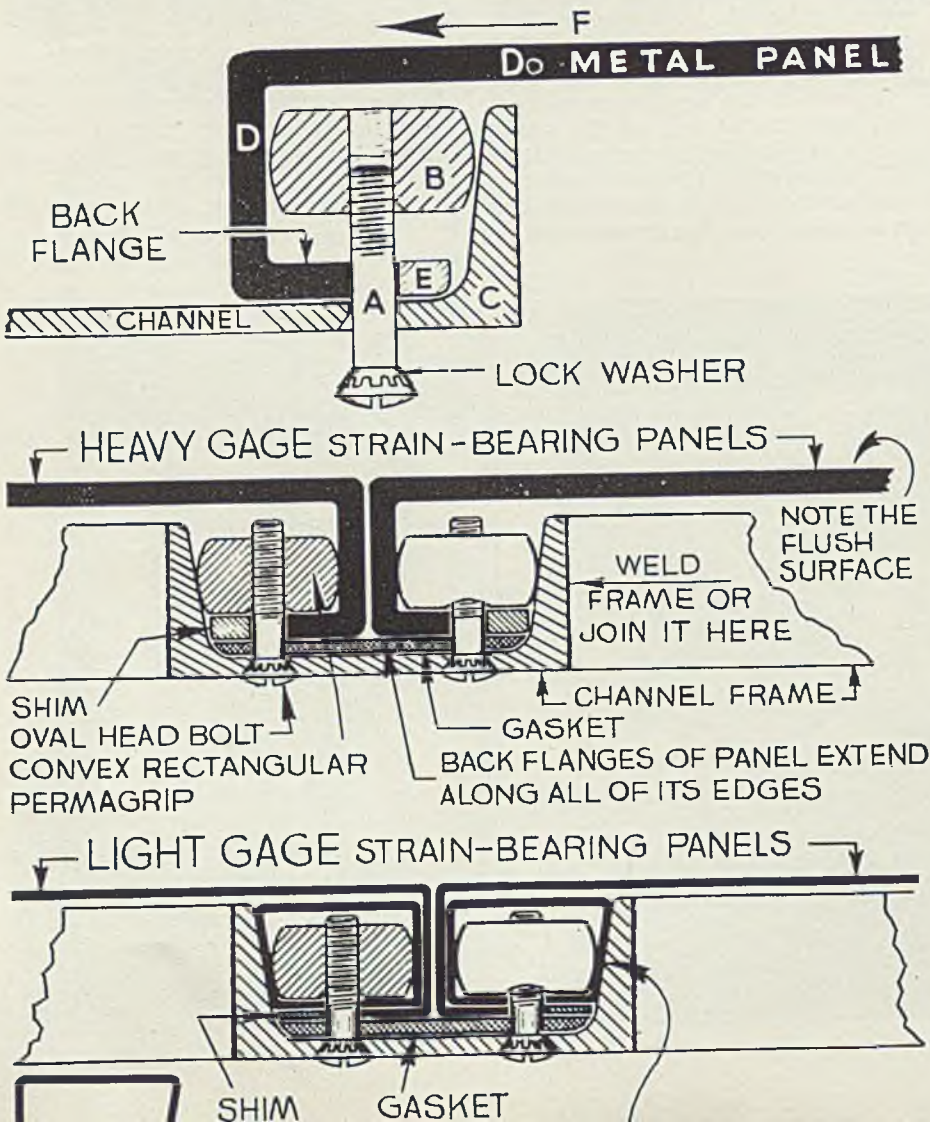 F
Do METAL PANEL
D
B
BACK
FLANGE
E
A
C
CHANNEL
LOCK WASHER
HEAVY GAGE STRAIN-BEARING PANELS
NOTE THE
FLUSH
SURFACE
WELD
FRAME OR
JOIN IT HERE
SHIM
CHANNEL FRAME
OVAL HEAD BOLT
GASKET
CONVEX RECTANGULAR
PERMAGRIP
BACK FLANGES OF PANEL EXTEND
ALONG ALL OF ITS EDGES
LIGHT GAGE STRAIN-BEARING PANELS
SHIM
GASKET